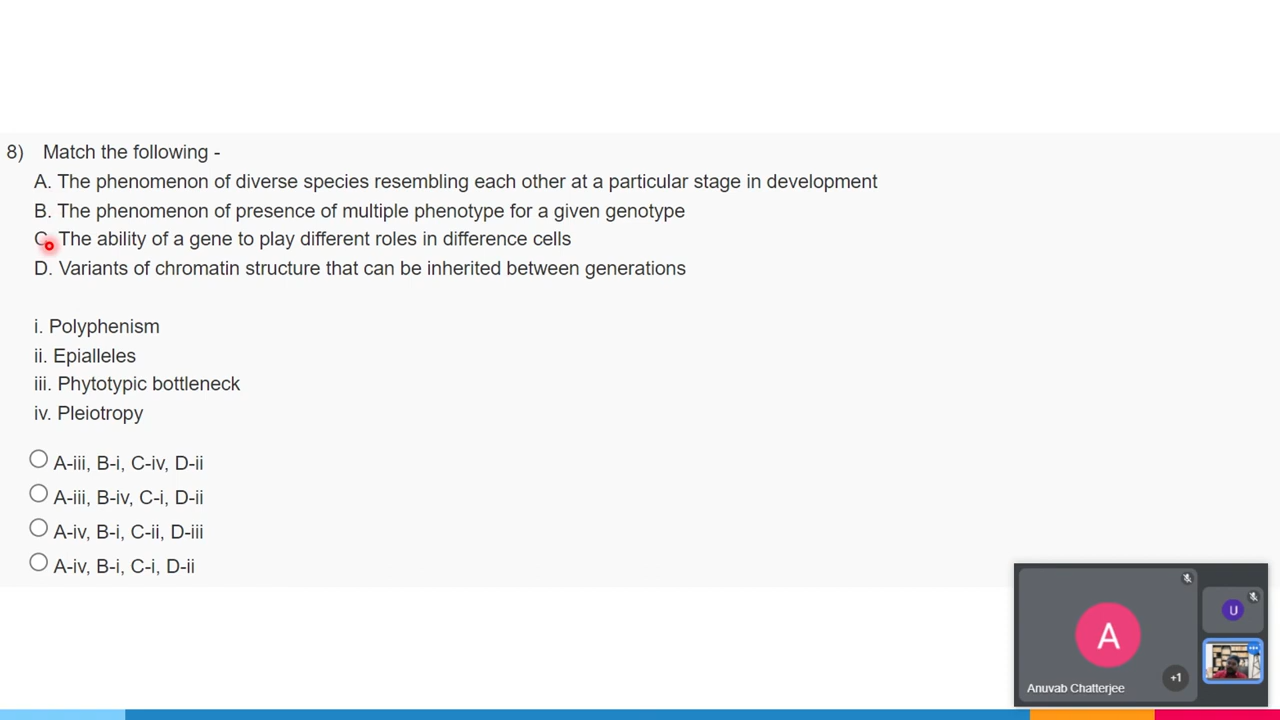 8) Match the following -
A. The phenomenon of diverse species resembling each other at a particular stage in development
B. The phenomenon of presence of multiple phenotype for a given genotype
C. The ability of a gene to play different roles in difference cells
D. Variants of chromatin structure that can be inherited between generations
i. Polyphenism
ii. Epialleles
iii. Phytotypic bottleneck
iv. Pleiotropy
A-iii, B-i, C-iv, D-ii
A-iii, B-iv, C-i, D-ii
A-iv, B-i, C-ii, D-iii
A-iv, B-i, C-i, D-ii
A
U
+1
Anuvab Chatterjee